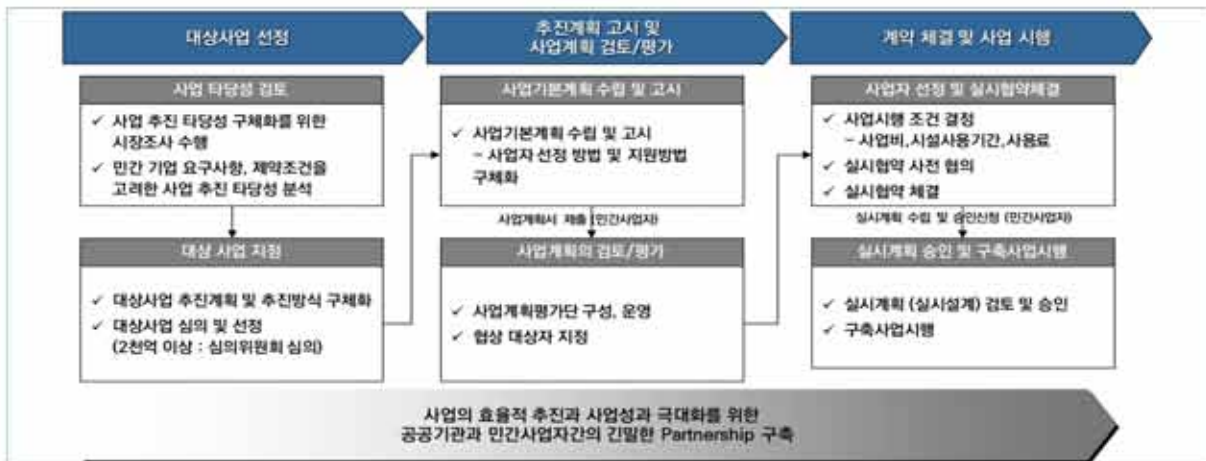 대상사업 선정
사업 타당성 검토
✓ 사업 추진 타당성 구체화를 위한
시장조사 수행
✓ 민간 기업 요구사항, 제약조건을
고려한 사업 추진 타당성 분석
대상 사업 지정
✓ 대상사업 추진계획 및 추진방식 구체화
✓ 대상사업 심의 및 선정
(2천억 이상 : 심의위원회 심의)
추진계획 고시 및
사업계획 검토/평가
사업기본계획 수립 및 고시
✓ 사업기본계획 수립 및 고시
– 사업자 선정 방법 및 지원방법
구체화
사업계획서 제출 (민간사업자)
사업계획의 검토/평가
✓ 사업계획평가단 구성, 운영
✓ 협상 대상자 지정
계약 체결 및 사업 시행
사업자 선정 및 실시협약체결
✓ 사업시행 조건 결정
– 사업비,시설사용기간,사용료
✓ 실시협약 사전 협의
✓ 실시협약 체결
실시계획 수립 및 승인신청 (민간사업자)
실시계획 승인 및 구축사업시행
✓ 실시계획 (실시설계) 검토 및 승인
✓ 구축사업시행
사업의 효율적 추진과 사업성과 극대화를 위한
공공기관과 민간사업자간의 긴밀한 Partnership 구축